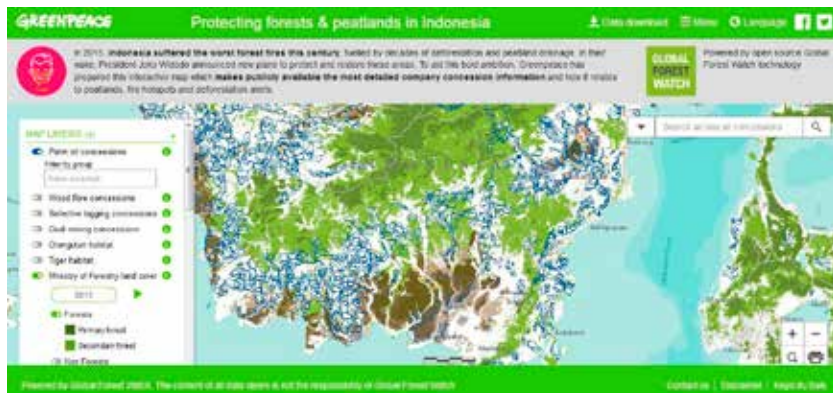 GREENPEACE
Protecting forests & peatlands in Indonesia
Data download
Menu
Language
In 2015, Indonesia suffered the worst forest fires this century, fueled by decades of deforestation and peatland drainage. In their
wake, President Joko Widodo announced new plans to protect and restore these areas. To aid this bold ambition, Greenpeace has
prepared this interactive map which makes publicly available the most detailed company concession information and how it relates
to peatlands, fire hotspots and deforestation alerts.
GLOBAL
FOREST
WATCH
Powered by open source Global
Forest Watch technology
MAP LAYERS
Palm oil concessions
Filter by group
Wood fibre concessions
Selective logging concessions
Coal mining concessions
Orangutan habitat
Tiger habitat
Ministry of Forestry land cover
2013
Forests
Primary forest
Secondary forest
Non Forests
Search an area or concessions
Powered by Global Forest Watch. The content of all data layers is not the responsibility of Global Forest Watch
Contact us | Disclaimer | Kepo Itu Baik